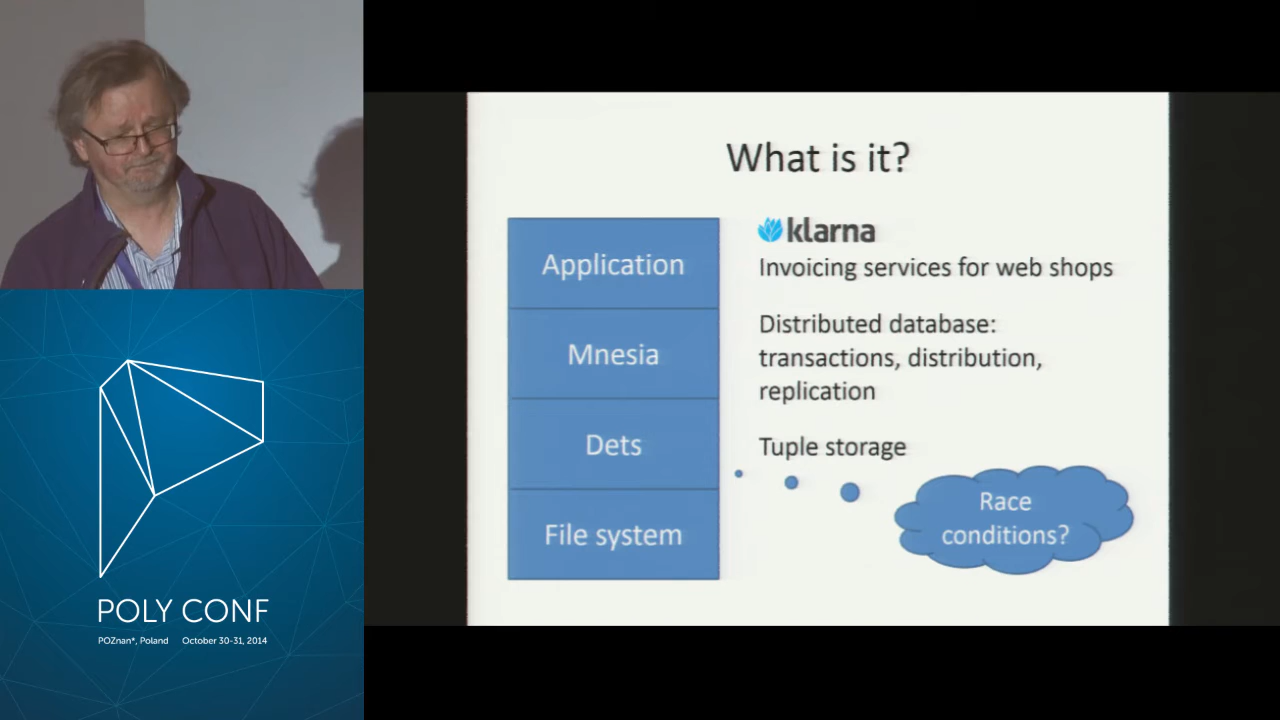 What is it?
Application
klarna
Invoicing services for web shops
Mnesia
Distributed database:
transactions, distribution,
replication
Dets
Tuple storage
File system
Race
conditions?
POLY CONF
POZnan*, Poland October 30-31, 2014